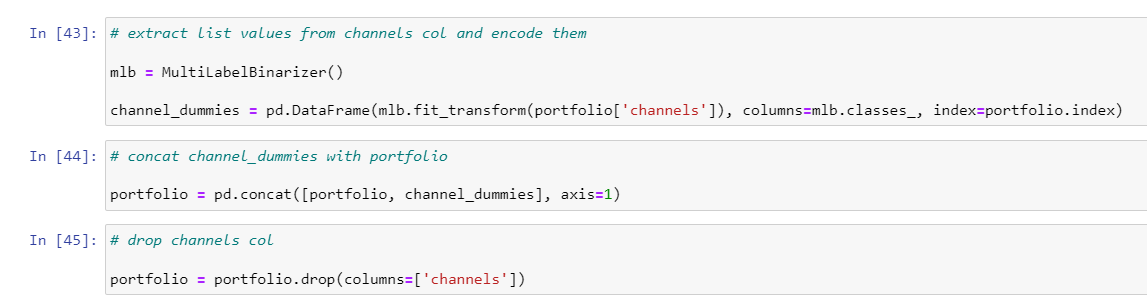 In [43]: # extract list values from channels col and encode them
mlb = MultiLabelBinarizer()
channel_dummies = pd.DataFrame(mlb.fit_transform(portfolio['channels']), columns=mlb.classes_, index=portfolio.index)
In [44]: # concat channel_dummies with portfolio
portfolio = pd.concat([portfolio, channel_dummies], axis=1)
In [45]: # drop channels col
portfolio = portfolio.drop(columns=['channels'])